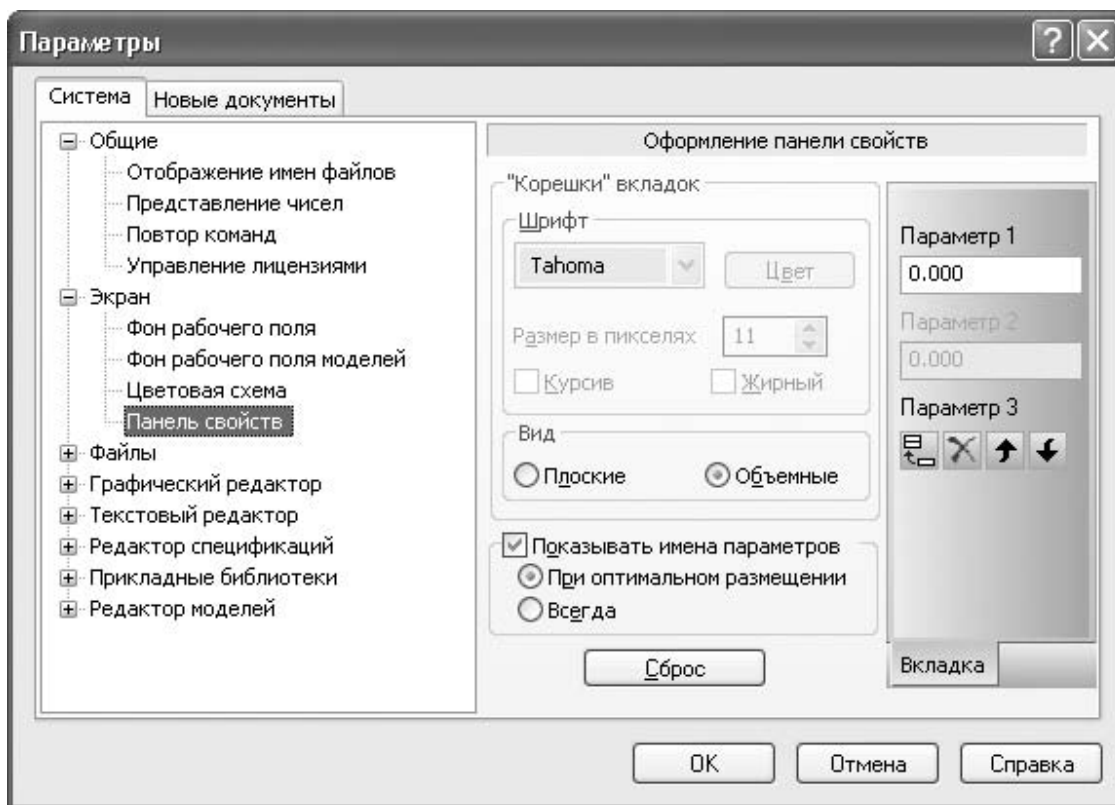 Параметры
Система
Новые документы
Общие
Отображение имен файлов
Представление чисел
Повтор команд
Управление лицензиями
Экран
Фон рабочего поля
Фон рабочего поля моделей
Цветовая схема
Панель свойств
Файлы
Графический редактор
Текстовый редактор
Редактор спецификаций
Прикладные библиотеки
Редактор моделей
Оформление панели свойств
"Корешки" вкладок
Шрифт
Tahoma
Цвет
Размер в пикселях
11
Курсив
Жирный
Вид
Плоские
Объемные
Показывать имена параметров
При оптимальном размещении
Всегда
Сброс
Параметр 1
0.000
Параметр 2
0.000
Параметр 3
Вкладка
OK
Отмена
Справка